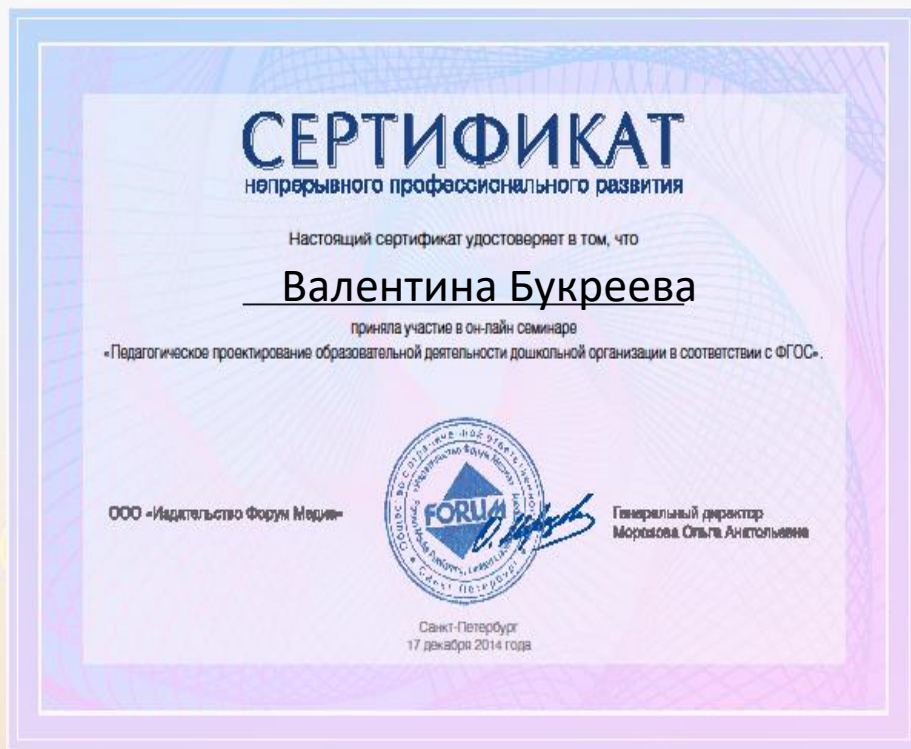 СЕРТИФИКАТ
непрерывного профессионального развития
Настоящий сертификат удостоверяет в том, что
Валентина Букреева
приняла участие в он-лайн семинаре
«Педагогическое проектирование образовательной деятельности дошкольной организации в соответствии с ФГОС».
ООО «Издательство Форум Медиа»
FORUM
Генеральный директор
Морозова Ольга Анатольевна
Санкт-Петербург
17 декабря 2014 года